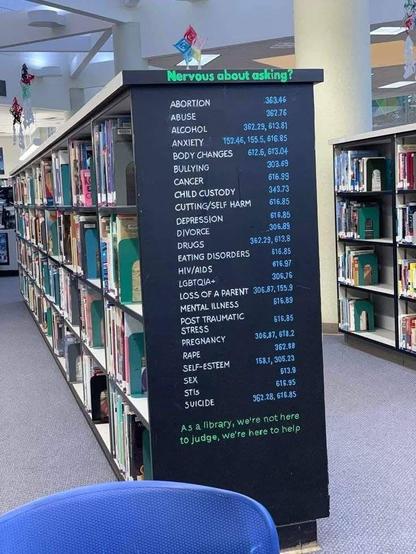 Nervous about asking?
ABORTION 363.46
ABUSE 362.76
ALCOHOL 362.29, 613.81
ANXIETY 152.46, 155.5, 616.85
BODY CHANGES 612.6, 613.04
BULLYING 303.69
CANCER 616.99
CHILD CUSTODY 343.73
CUTTING/SELF HARM 616.85
DEPRESSION 616.85
DIVORCE 306.89
DRUGS 362.29, 613.8
EATING DISORDERS 616.85
HIV/AIDS 616.97
LGBTQIA+ 306.76
LOSS OF A PARENT 306.87, 155.9
MENTAL ILLNESS 616.89
POST TRAUMATIC 616.85
STRESS
PREGNANCY 306.87, 618.2
RAPE 362.88
SELF-ESTEEM 158.1, 305.23
SEX 613.9
STIs 616.95
SUICIDE 362.28, 616.85
As a library, we're not here
to judge, we're here to help